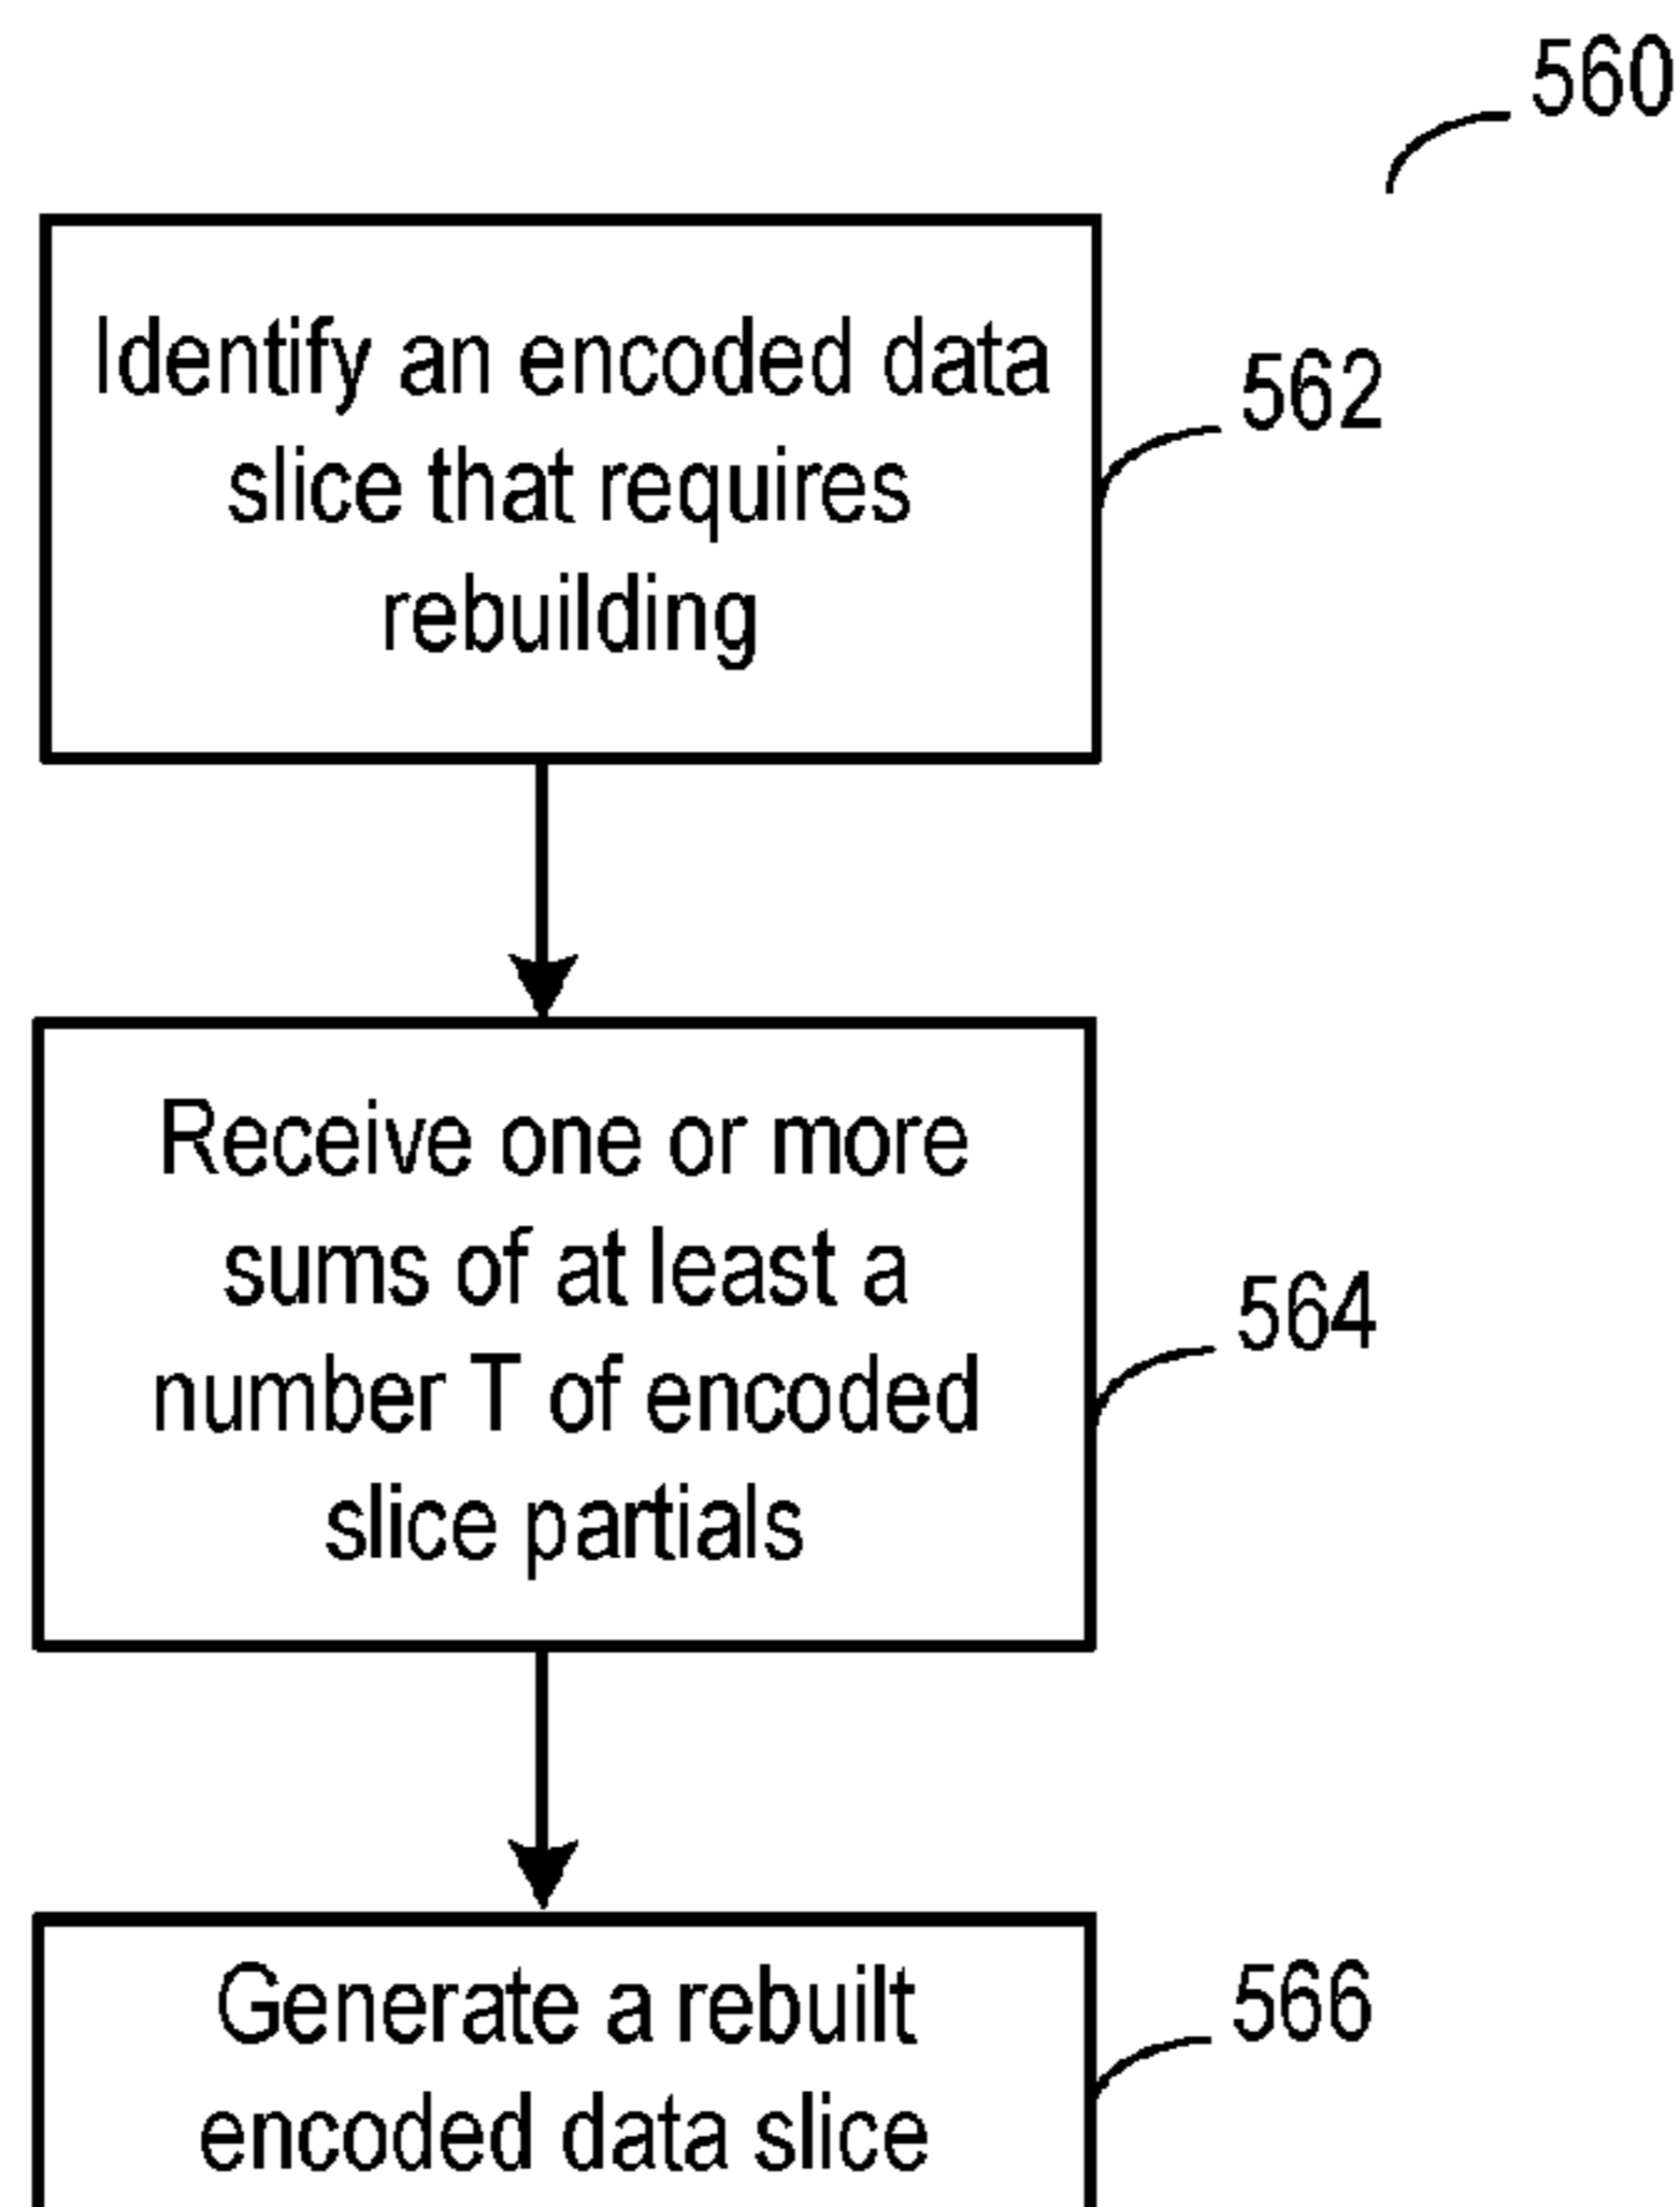 560
Identify an encoded data
slice that requires
rebuilding
562
Receive one or more
sums of at least a
number T of encoded
slice partials
564
Generate a rebuilt
encoded data slice
566